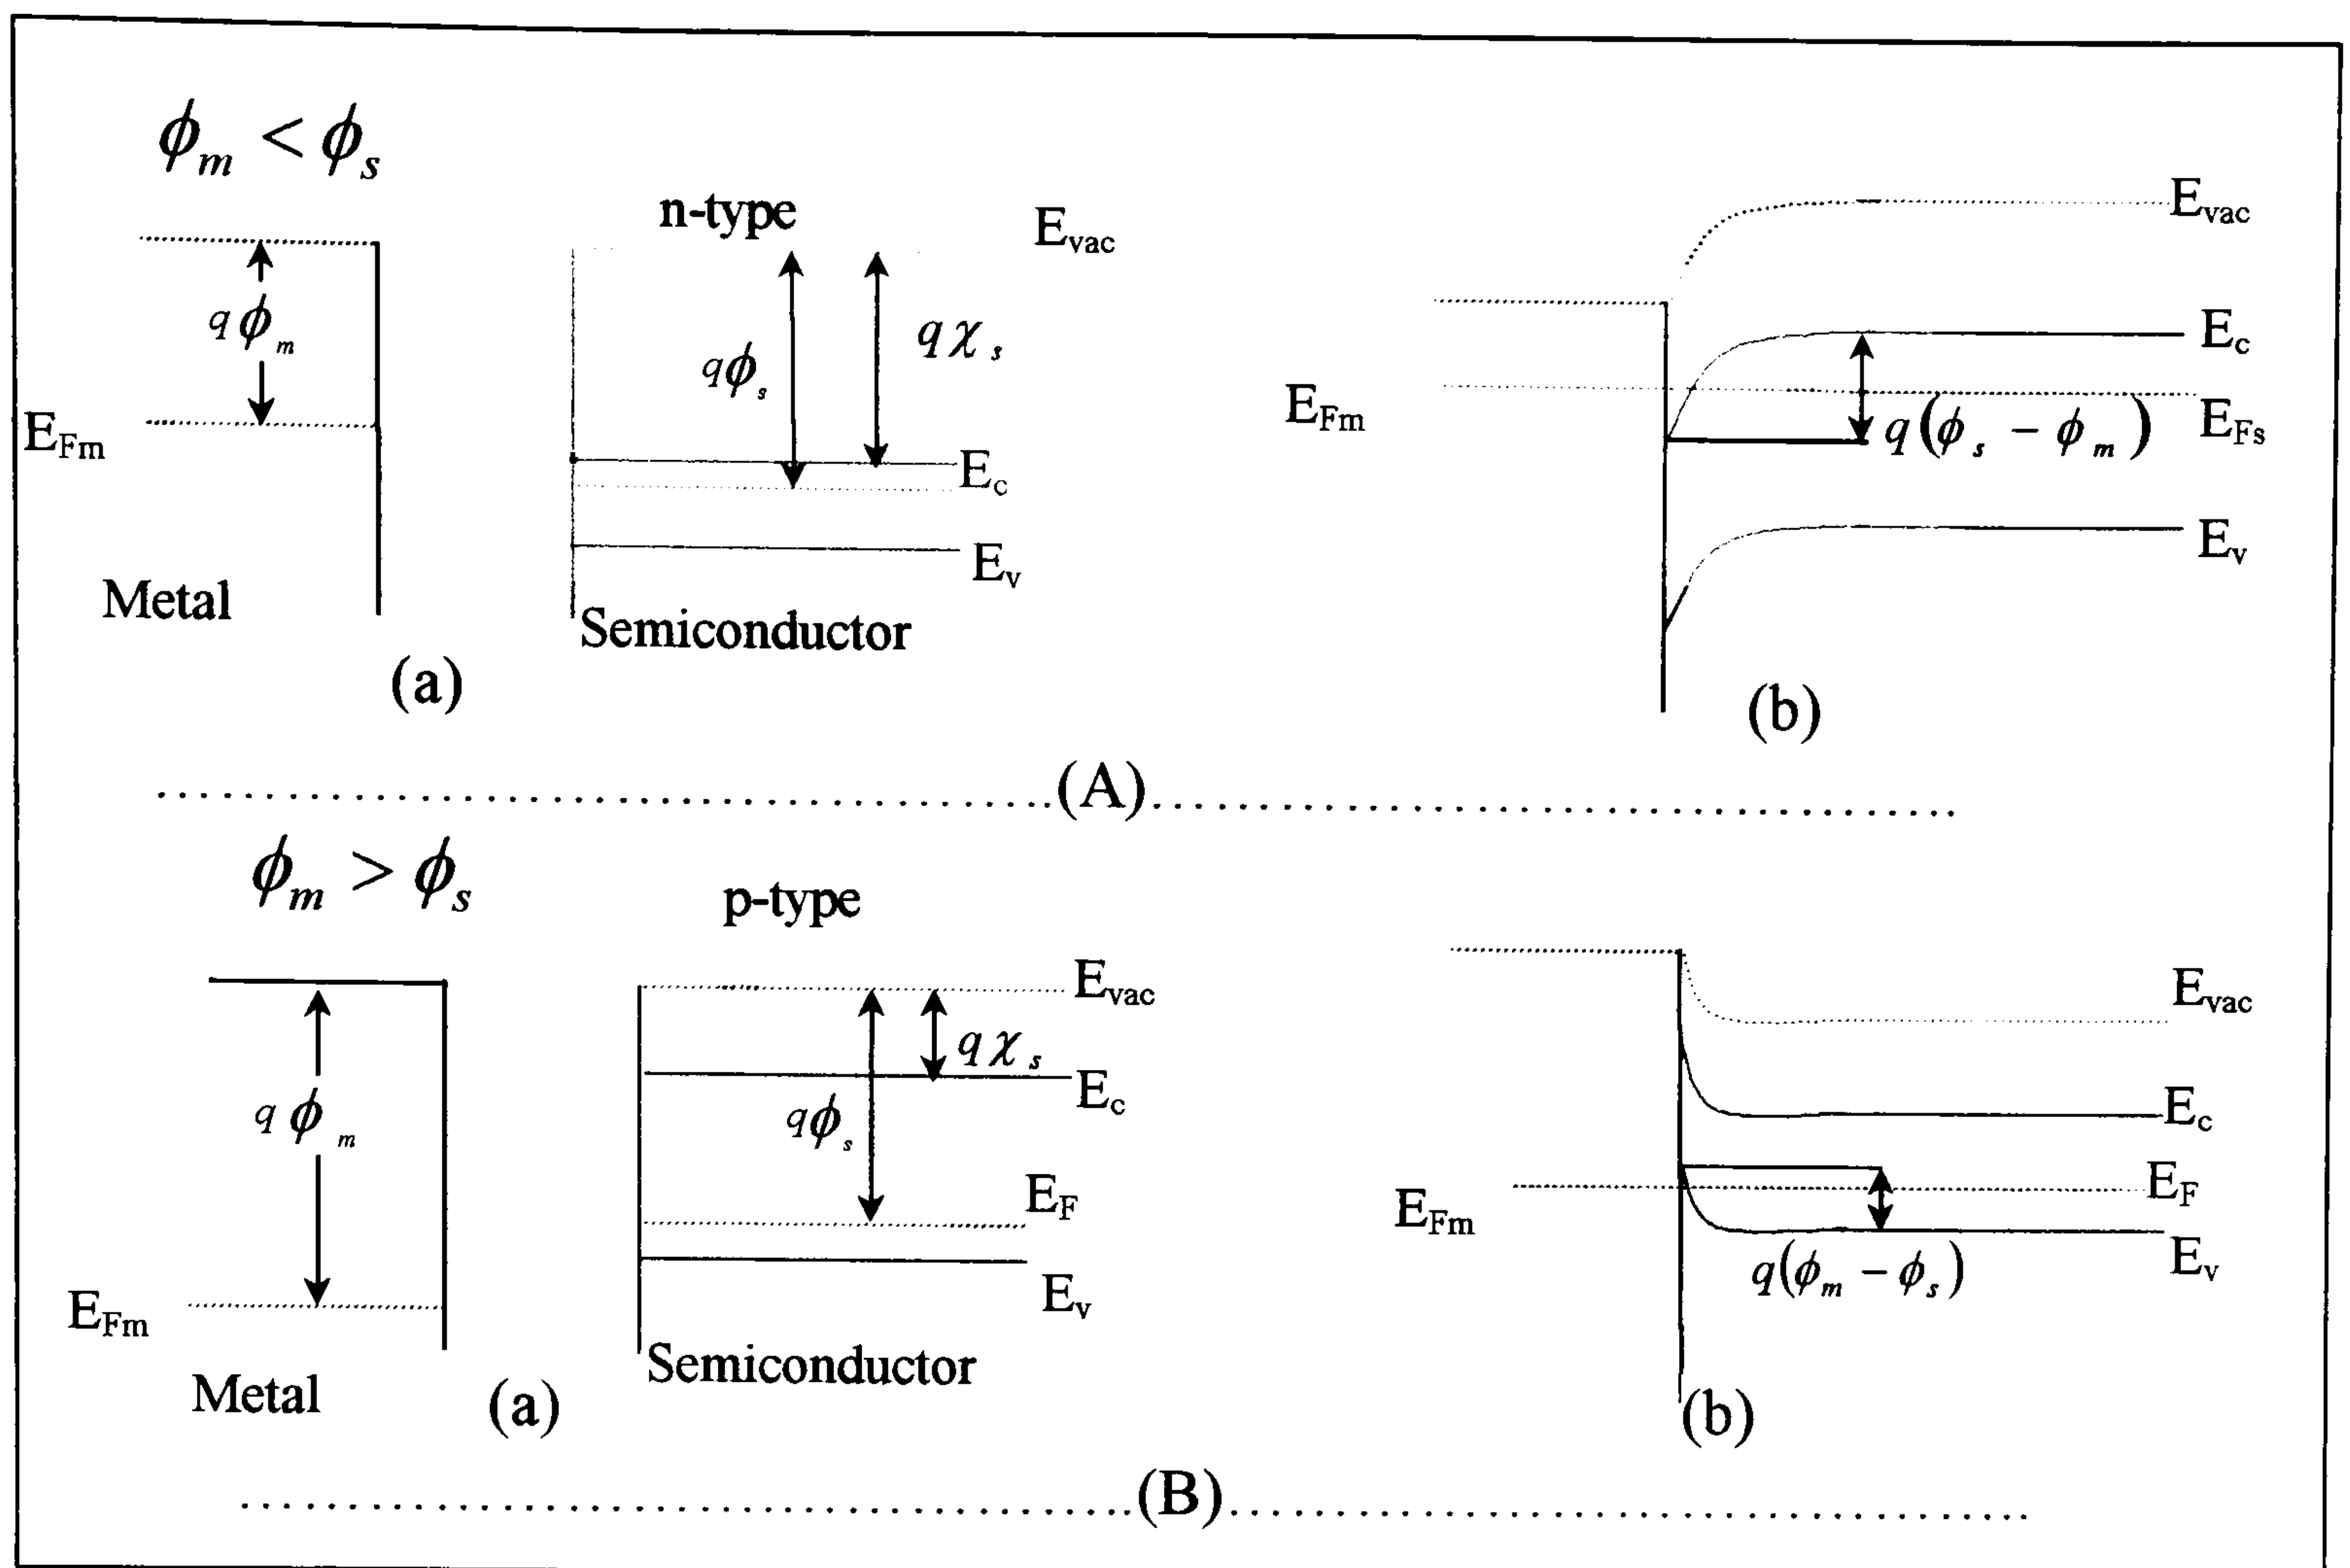 ϕm < ϕs
n-type
Evac
qϕm
qϕs
qχs
EFm
Ec
Ev
Metal
Semiconductor
(a)
Evac
Ec
EFm
EFs
q(ϕs − ϕm)
Ev
(b)
(A)
ϕm > ϕs
p-type
Evac
qχs
Ec
qϕm
qϕs
EF
Ev
EFm
Metal
Semiconductor
(a)
Evac
Ec
EF
EFm
Ev
q(ϕm − ϕs)
(b)
(B)